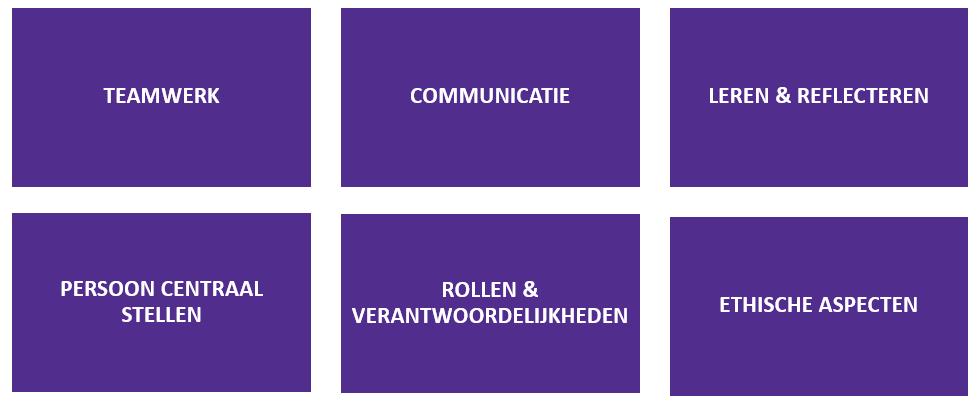 TEAMWERK
COMMUNICATIE
LEREN & REFLECTEREN
PERSOON CENTRAAL
STELLEN
ROLLEN &
VERANTWOORDELIJKHEDEN
ETHISCHE ASPECTEN